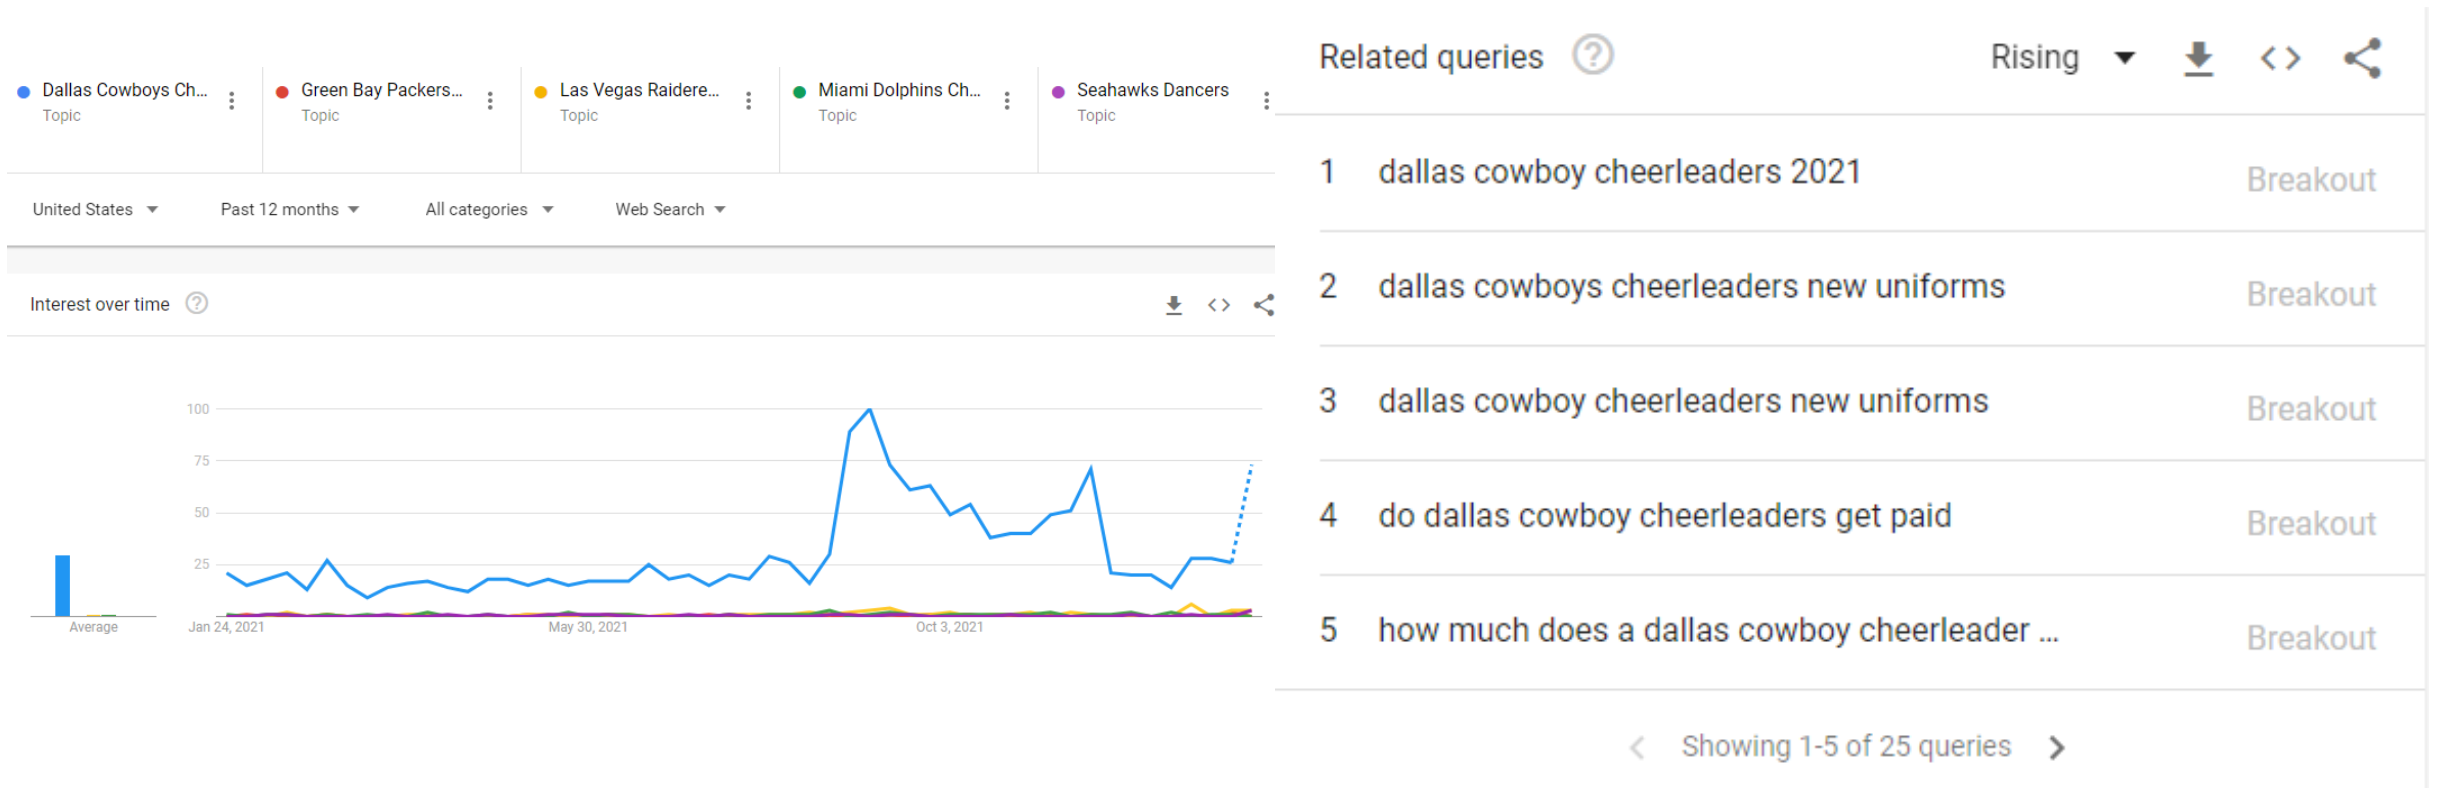 Dallas Cowboys Ch...
Topic
Green Bay Packers...
Topic
Las Vegas Raidere...
Topic
Miami Dolphins Ch...
Topic
Seahawks Dancers
Topic
United States
Past 12 months
All categories
Web Search
Interest over time ?
100
75
50
25
Average
Jan 24, 2021
May 30, 2021
Oct 3, 2021
Related queries ?
Rising
1 dallas cowboy cheerleaders 2021 Breakout
2 dallas cowboys cheerleaders new uniforms Breakout
3 dallas cowboy cheerleaders new uniforms Breakout
4 do dallas cowboy cheerleaders get paid Breakout
5 how much does a dallas cowboy cheerleader ... Breakout
Showing 1-5 of 25 queries